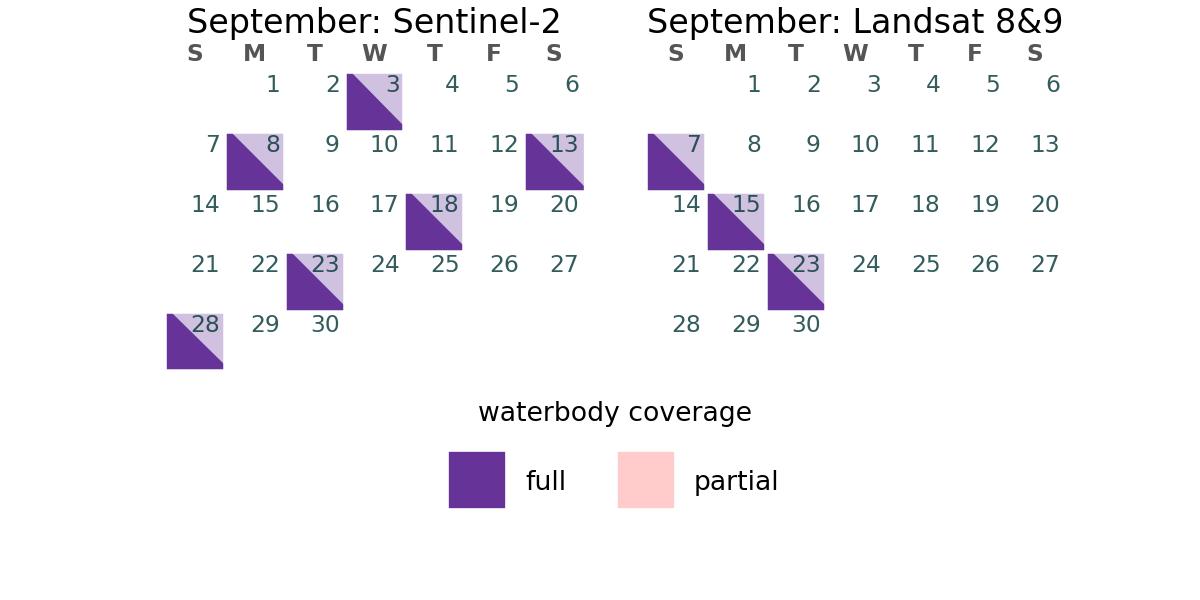 September: Sentinel-2
S M T W T F S
1 2 3 4 5 6
7 8 9 10 11 12 13
14 15 16 17 18 19 20
21 22 23 24 25 26 27
28 29 30
September: Landsat 8&9
S M T W T F S
1 2 3 4 5 6
7 8 9 10 11 12 13
14 15 16 17 18 19 20
21 22 23 24 25 26 27
28 29 30
waterbody coverage
full partial